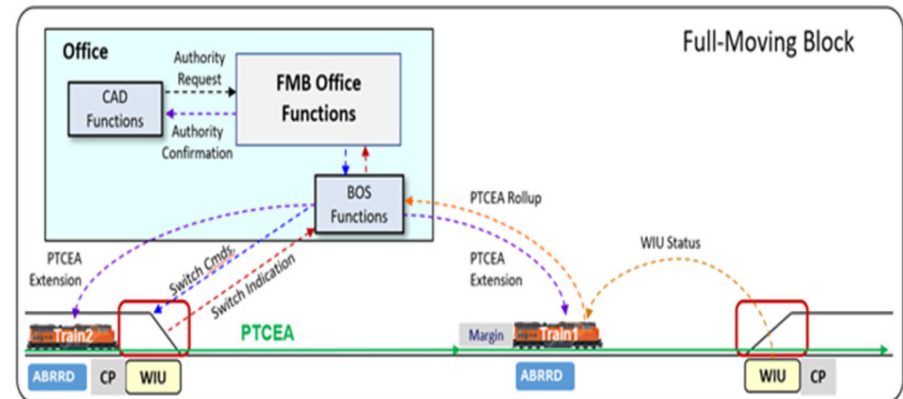 Full-Moving Block
Office
Authority
Request
CAD
Functions
FMB Office
Functions
Authority
Confirmation
BOS
Functions
PTCEA Rollup
PTCEA
Extension
Switch Cmds.
Switch Indication
PTCEA
Extension
WIU Status
Train2
PTCEA
Margin
Train1
ABRRD
CP
WIU
ABRRD
WIU
CP